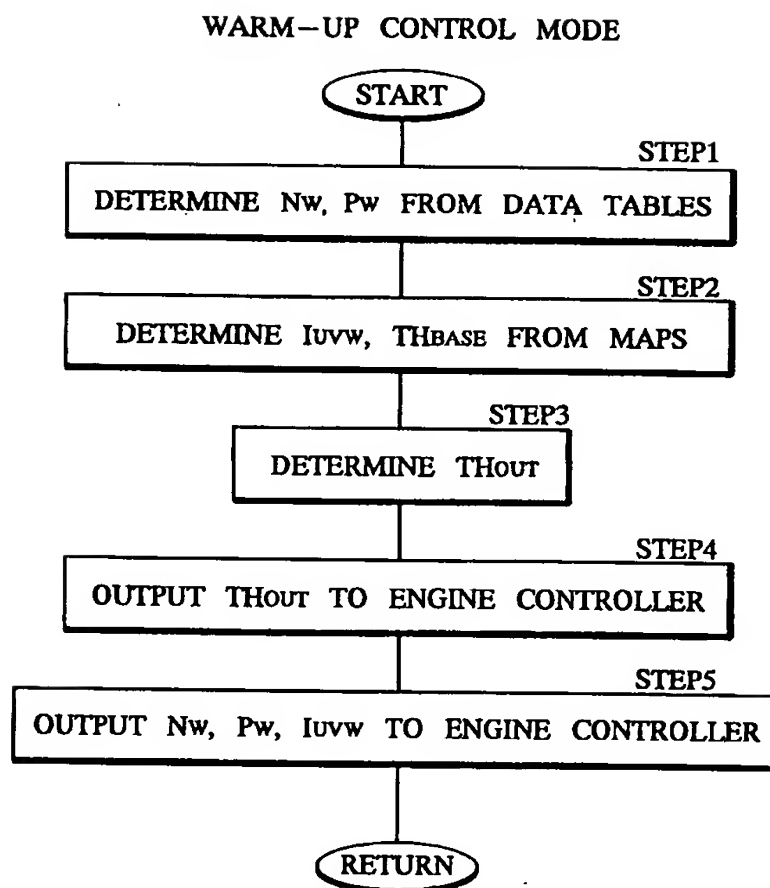 WARM-UP CONTROL MODE
START
STEP1
DETERMINE Nw, Pw FROM DATA TABLES
STEP2
DETERMINE Iuvw, THBASE FROM MAPS
STEP3
DETERMINE THOUT
STEP4
OUTPUT THOUT TO ENGINE CONTROLLER
STEP5
OUTPUT Nw, Pw, Iuvw TO ENGINE CONTROLLER
RETURN